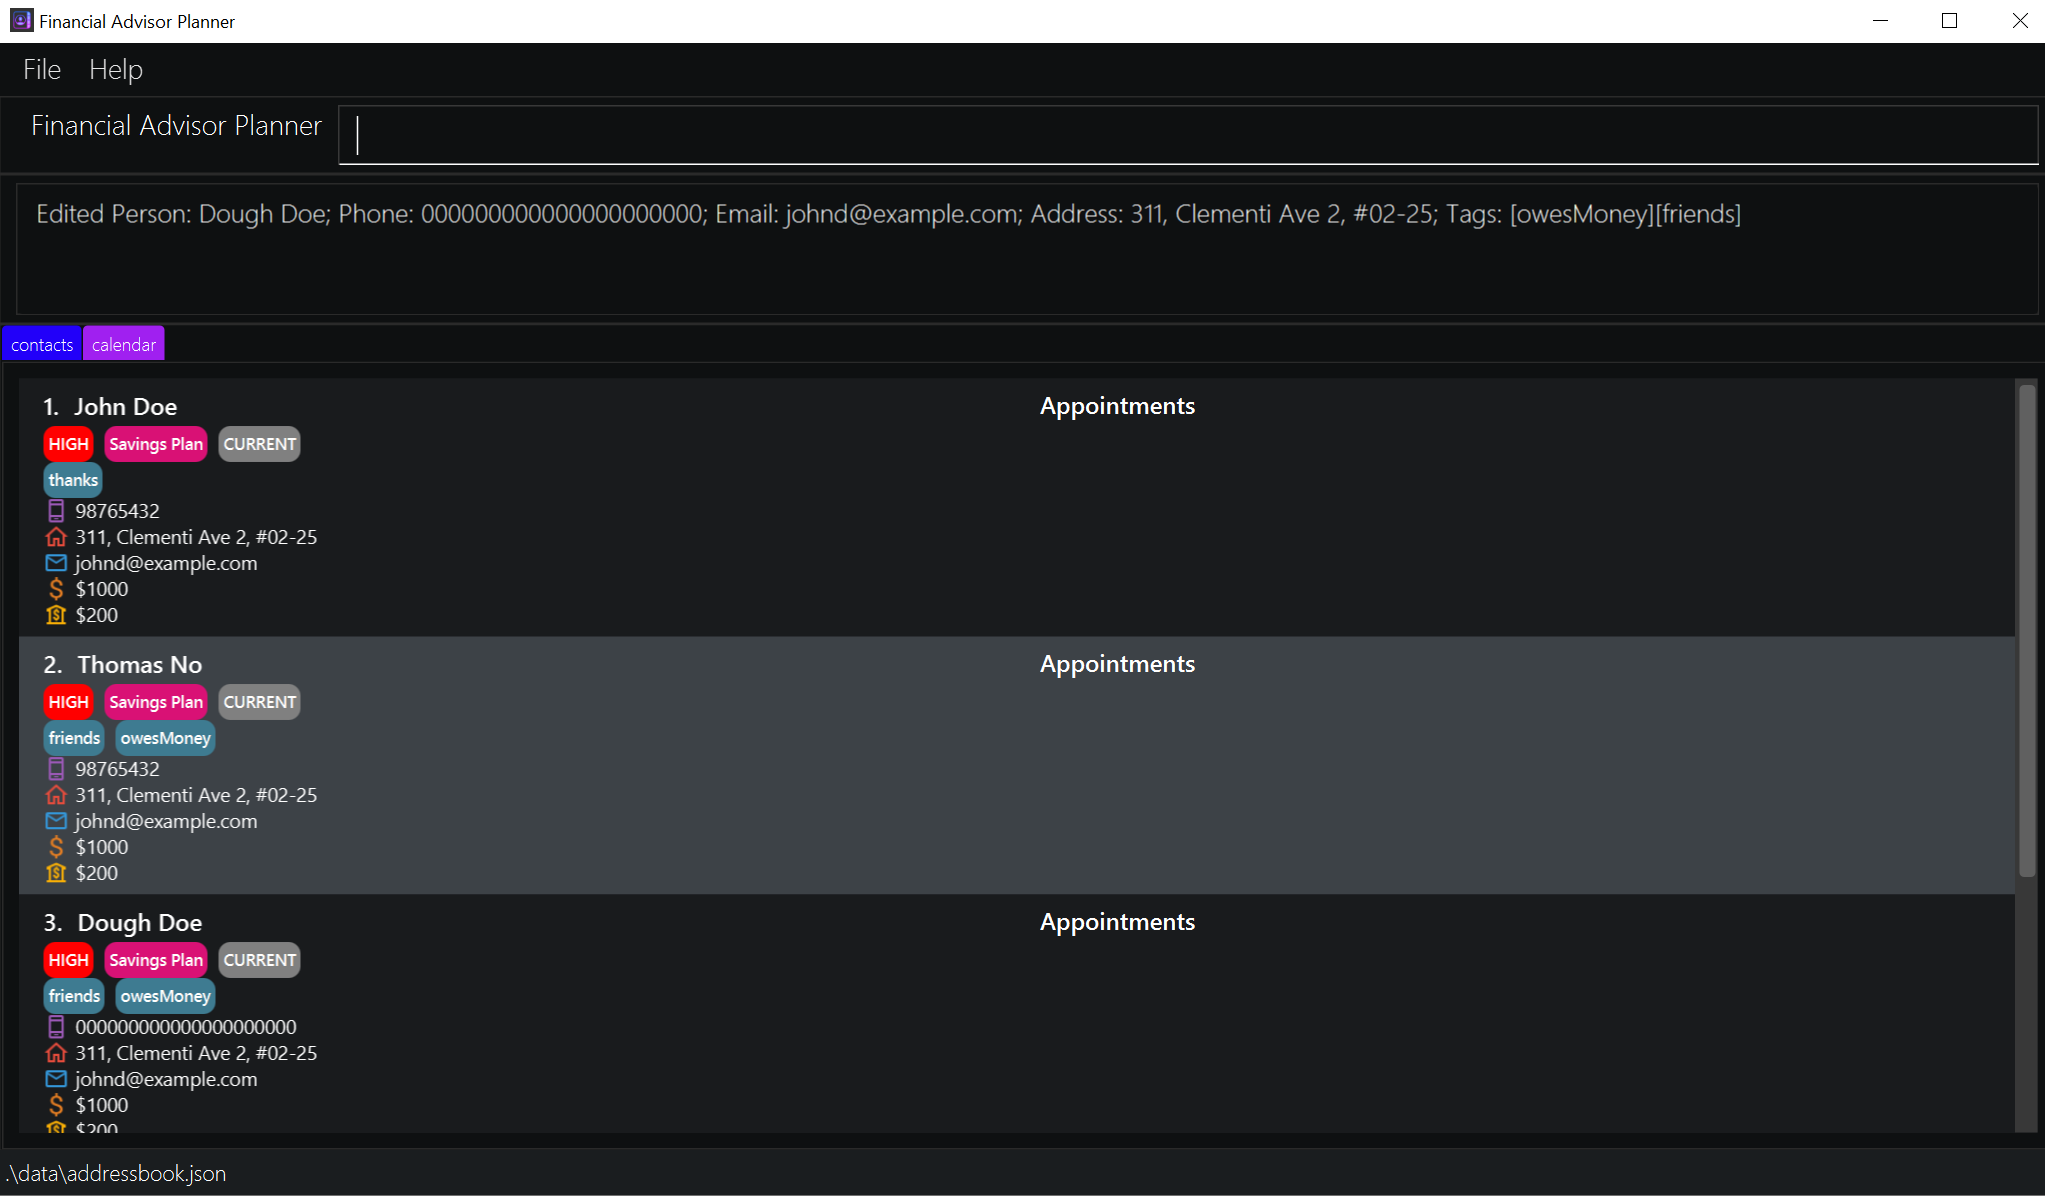 Financial Advisor Planner
File Help
Financial Advisor Planner
Edited Person: Dough Doe; Phone: 000000000000000000000; Email: johnd@example.com; Address: 311, Clementi Ave 2, #02-25; Tags: [owesMoney][friends]
contacts calendar
1. John Doe Appointments
HIGH Savings Plan CURRENT
thanks
98765432
311, Clementi Ave 2, #02-25
johnd@example.com
$1000
$200
2. Thomas No Appointments
HIGH Savings Plan CURRENT
friends owesMoney
98765432
311, Clementi Ave 2, #02-25
johnd@example.com
$1000
$200
3. Dough Doe Appointments
HIGH Savings Plan CURRENT
friends owesMoney
000000000000000000000
311, Clementi Ave 2, #02-25
johnd@example.com
$1000
$200
.\data\addressbook.json